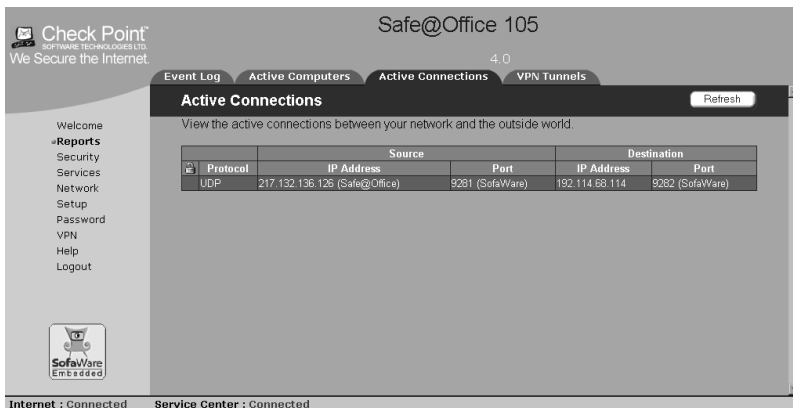 Check Point™
SOFTWARE TECHNOLOGIES LTD.
We Secure the Internet.
Safe@Office 105
4.0
Event Log
Active Computers
Active Connections
VPN Tunnels
Active Connections
Refresh
View the active connections between your network and the outside world.
Source Destination
Protocol IP Address Port IP Address Port
UDP 217.132.136.126 (Safe@Office) 9281 (SofaWare) 192.114.68.114 9282 (SofaWare)
Welcome
Reports
Security
Services
Network
Setup
Password
VPN
Help
Logout
SofaWare
Embedded
Internet : Connected Service Center : Connected